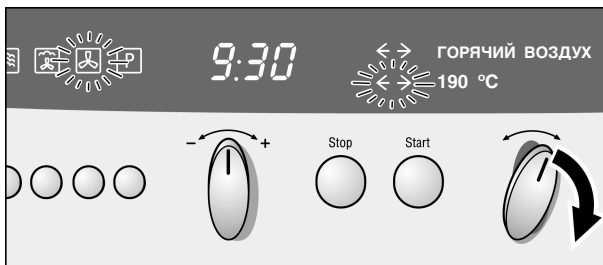 9:30
< > ГОРЯЧИЙ ВОЗДУХ
< > 190 °C
- +
Stop Start